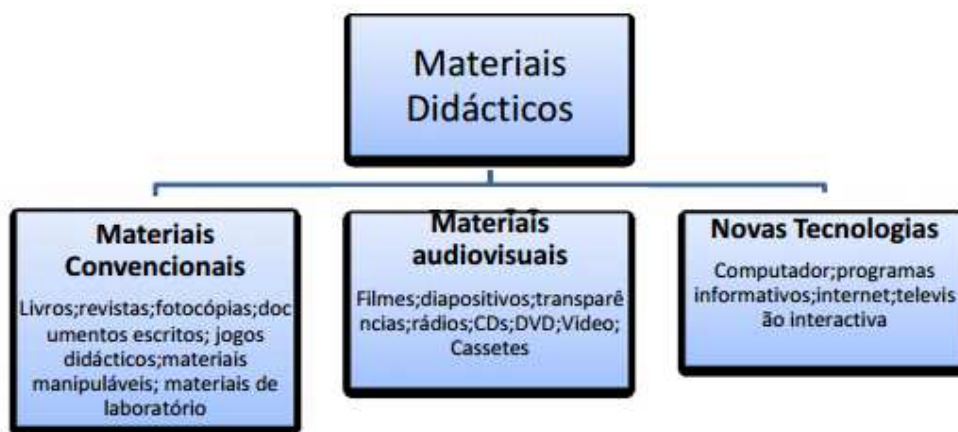 Materiais
Didácticos
Materiais
Convencionais
Livros;revistas;fotocópias;doc
umentos escritos; jogos
didácticos;materiais
manipuláveis; materiais de
laboratório
Materiais
audiovisuais
Filmes;diapositivos;transparê
ncias;rádios;CDs;DVD;Video;
Cassetes
Novas Tecnologias
Computador;programas
informativos;internet;televis
ão interactiva